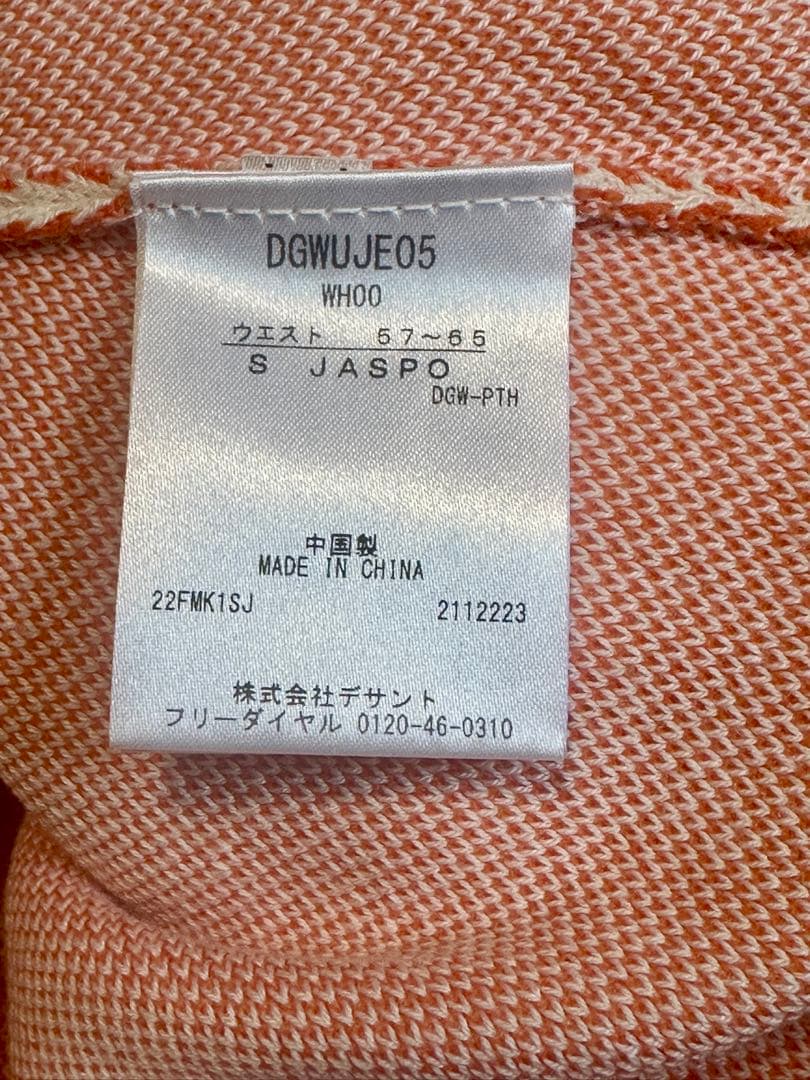 DGWUJE05
WH00
ウエスト 57~65
S JASPO
DGW-PTH
中国製
MADE IN CHINA
22FMK1SJ 2112223
株式会社デサント
フリーダイヤル 0120-46-0310